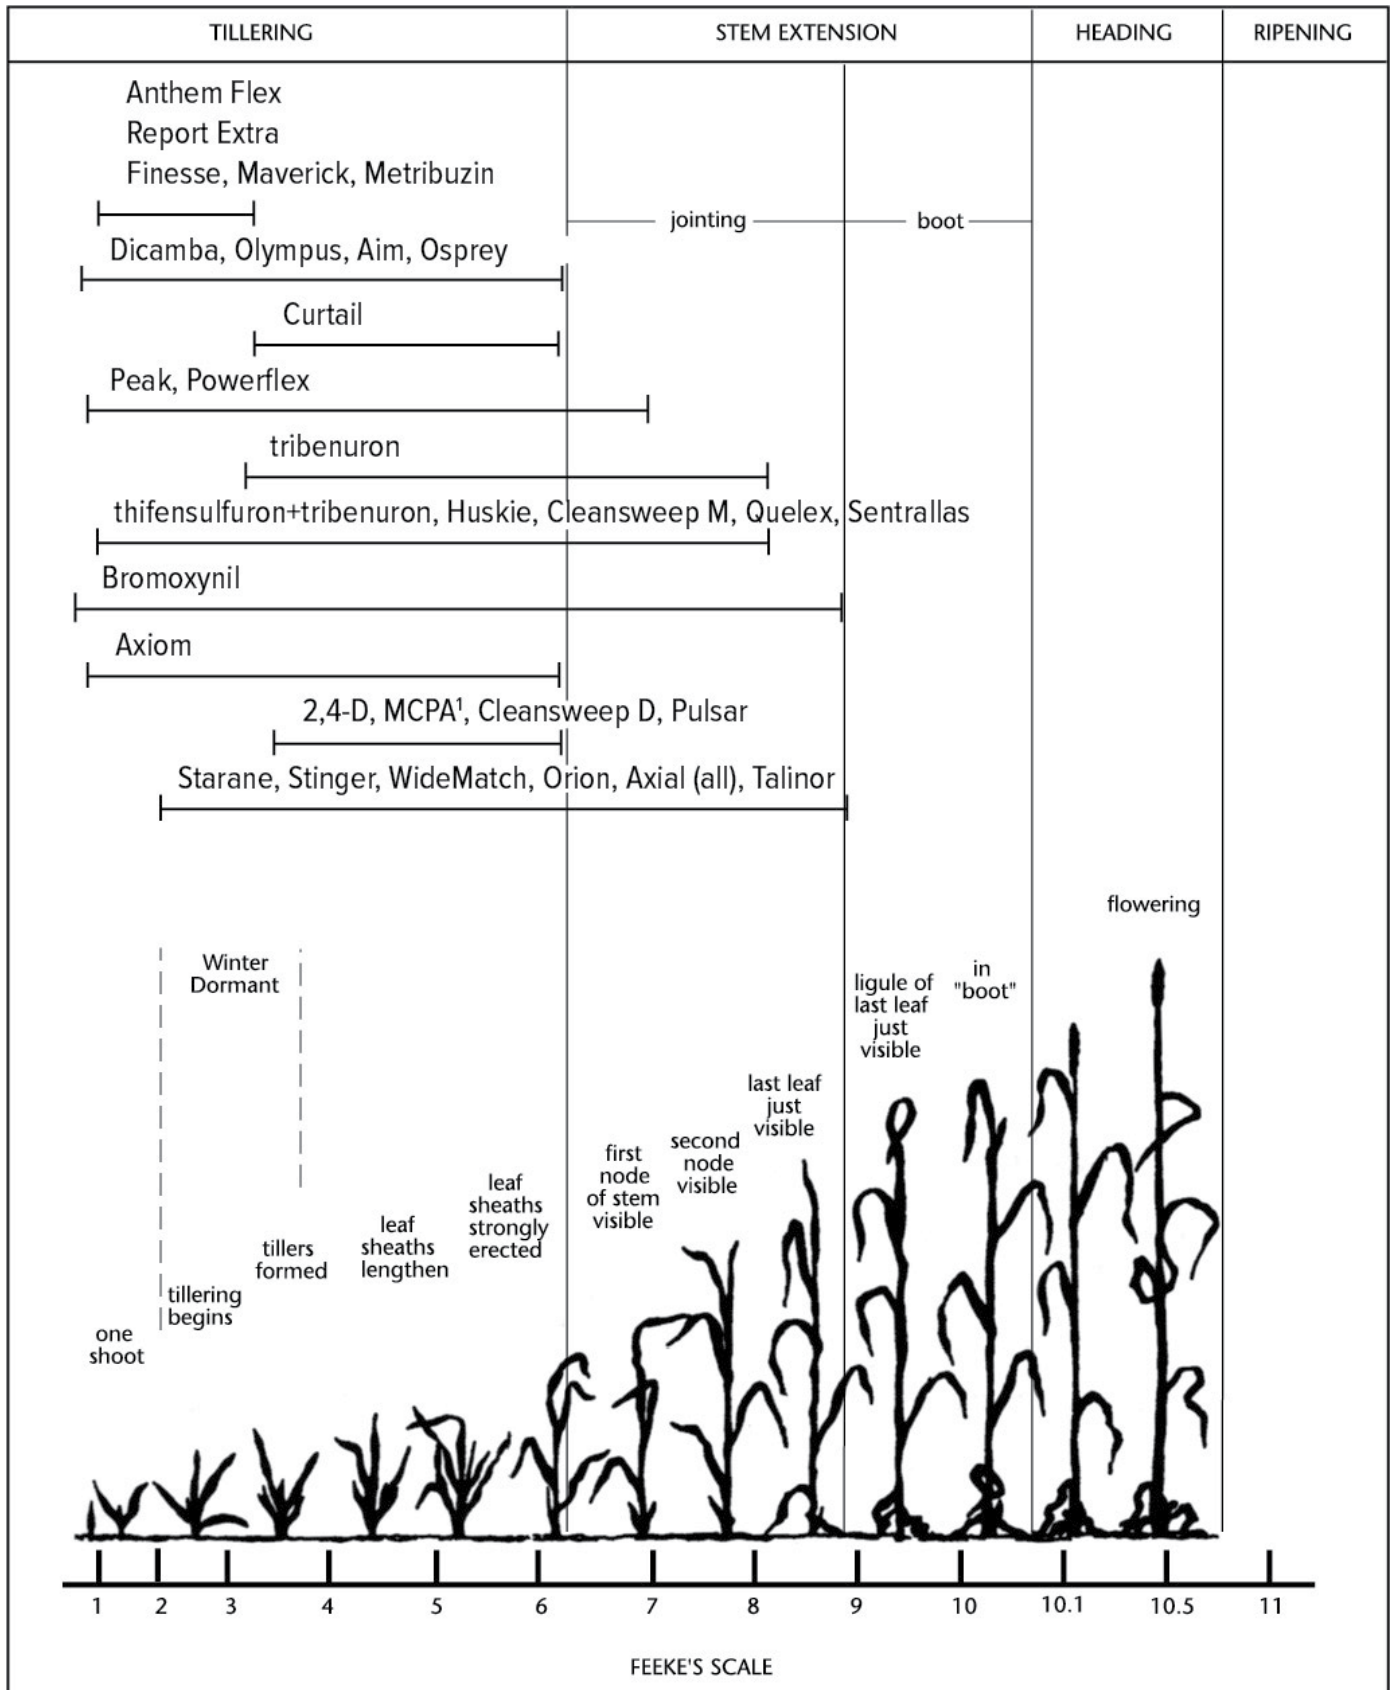 TILLERING STEM EXTENSION HEADING RIPENING
Anthem Flex
Report Extra
Finesse, Maverick, Metribuzin
jointing boot
Dicamba, Olympus, Aim, Osprey
Curtail
Peak, Powerflex
tribenuron
thifensulfuron+tribenuron, Huskie, Cleansweep M, Quelex, Sentrallas
Bromoxynil
Axiom
2,4-D, MCPA¹, Cleansweep D, Pulsar
Starane, Stinger, WideMatch, Orion, Axial (all), Talinor
Winter
Dormant
one
shoot
tillering
begins
tillers
formed
leaf
sheaths
lengthen
leaf
sheaths
strongly
erected
first
node
of stem
visible
second
node
visible
last leaf
just
visible
ligule of
last leaf
just
visible
in
"boot"
flowering
1 2 3 4 5 6 7 8 9 10 10.1 10.5 11
FEEKE'S SCALE